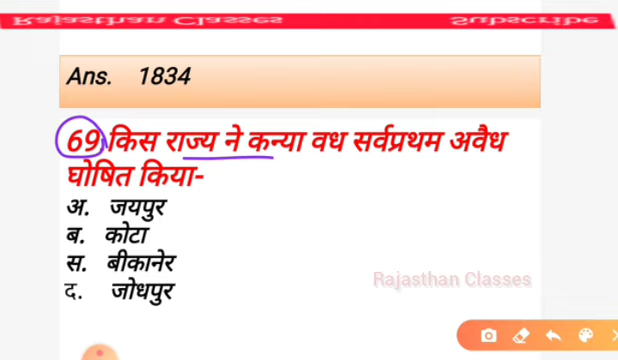 Rajasthan Classes Subscribe
Ans. 1834
69. किस राज्य ने कन्या वध सर्वप्रथम अवैध
घोषित किया-
अ. जयपुर
ब. कोटा
स. बीकानेर
द. जोधपुर
Rajasthan Classes